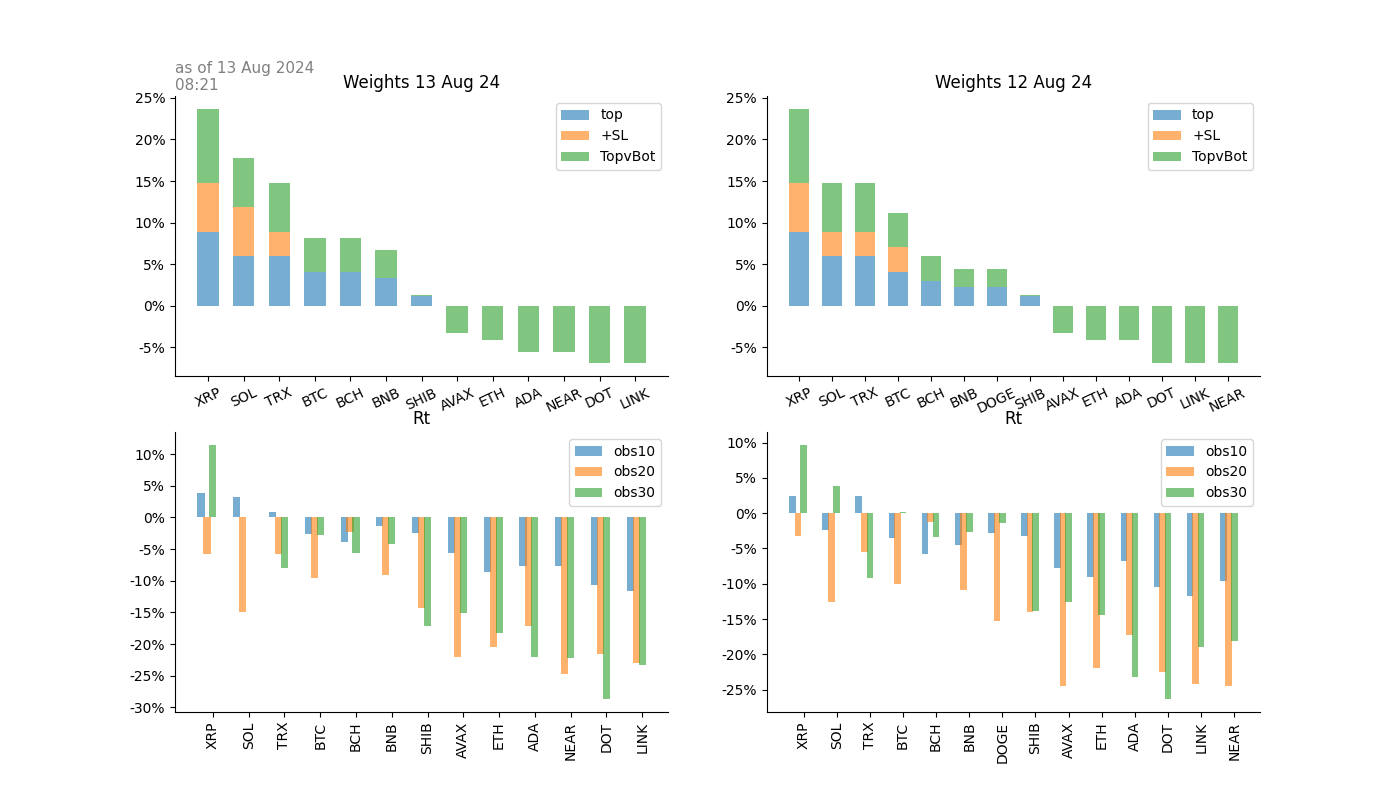 as of 13 Aug 2024
08:21
Weights 13 Aug 24
25%
20%
15%
10%
5%
0%
-5%
top
+SL
TopvBot
XRP SOL TRX BTC BCH BNB SHIB AVAX ETH ADA NEAR DOT LINK
Weights 12 Aug 24
25%
20%
15%
10%
5%
0%
-5%
top
+SL
TopvBot
XRP SOL TRX BTC BCH BNB DOGE SHIB AVAX ETH ADA DOT LINK NEAR
Rt
10%
5%
0%
-5%
-10%
-15%
-20%
-25%
-30%
obs10
obs20
obs30
XRP SOL TRX BTC BCH BNB SHIB AVAX ETH ADA NEAR DOT LINK
Rt
10%
5%
0%
-5%
-10%
-15%
-20%
-25%
obs10
obs20
obs30
XRP SOL TRX BTC BCH BNB DOGE SHIB AVAX ETH ADA DOT LINK NEAR